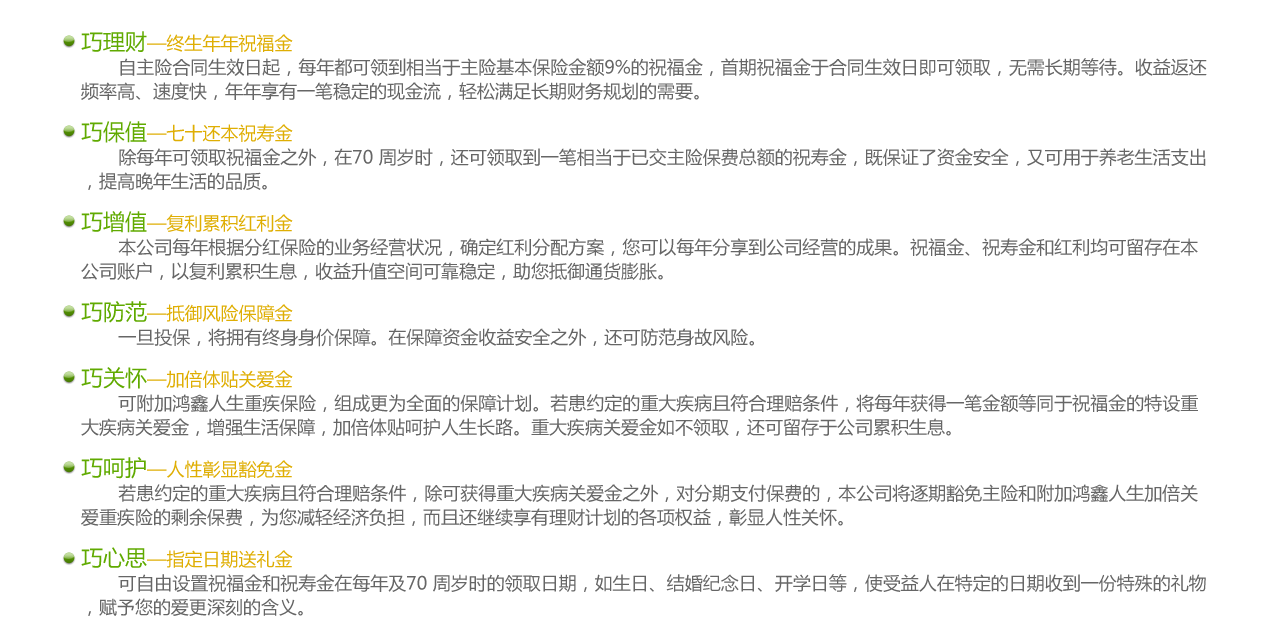 巧理财—终生年年祝福金
自主险合同生效日起，每年都可领到相当于主险基本保险金额9%的祝福金，首期祝福金于合同生效日即可领取，无需长期等待。收益返还
频率高、速度快，年年享有一笔稳定的现金流，轻松满足长期财务规划的需要。
巧保值—七十还本祝寿金
除每年可领取祝福金之外，在70 周岁时，还可领取到一笔相当于已交主险保费总额的祝寿金，既保证了资金安全，又可用于养老生活支出
，提高晚年生活的品质。
巧增值—复利累积红利金
本公司每年根据分红保险的业务经营状况，确定红利分配方案，您可以每年分享到公司经营的成果。祝福金、祝寿金和红利均可留存在本
公司账户，以复利累积生息，收益升值空间可靠稳定，助您抵御通货膨胀。
巧防范—抵御风险保障金
一旦投保，将拥有终身身价保障。在保障资金收益安全之外，还可防范身故风险。
巧关怀—加倍体贴关爱金
可附加鸿鑫人生重疾保险，组成更为全面的保障计划。若患约定的重大疾病且符合理赔条件，将每年获得一笔金额等同于祝福金的特设重
大疾病关爱金，增强生活保障，加倍体贴呵护人生长路。重大疾病关爱金如不领取，还可留存于公司累积生息。
巧呵护—人性彰显豁免金
若患约定的重大疾病且符合理赔条件，除可获得重大疾病关爱金之外，对分期支付保费的，本公司将逐期豁免主险和附加鸿鑫人生加倍关
爱重疾险的剩余保费，为您减轻经济负担，而且还继续享有理财计划的各项权益，彰显人性关怀。
巧心思—指定日期送礼金
可自由设置祝福金和祝寿金在每年及70 周岁时的领取日期，如生日、结婚纪念日、开学日等，使受益人在特定的日期收到一份特殊的礼物
，赋予您的爱更深刻的含义。